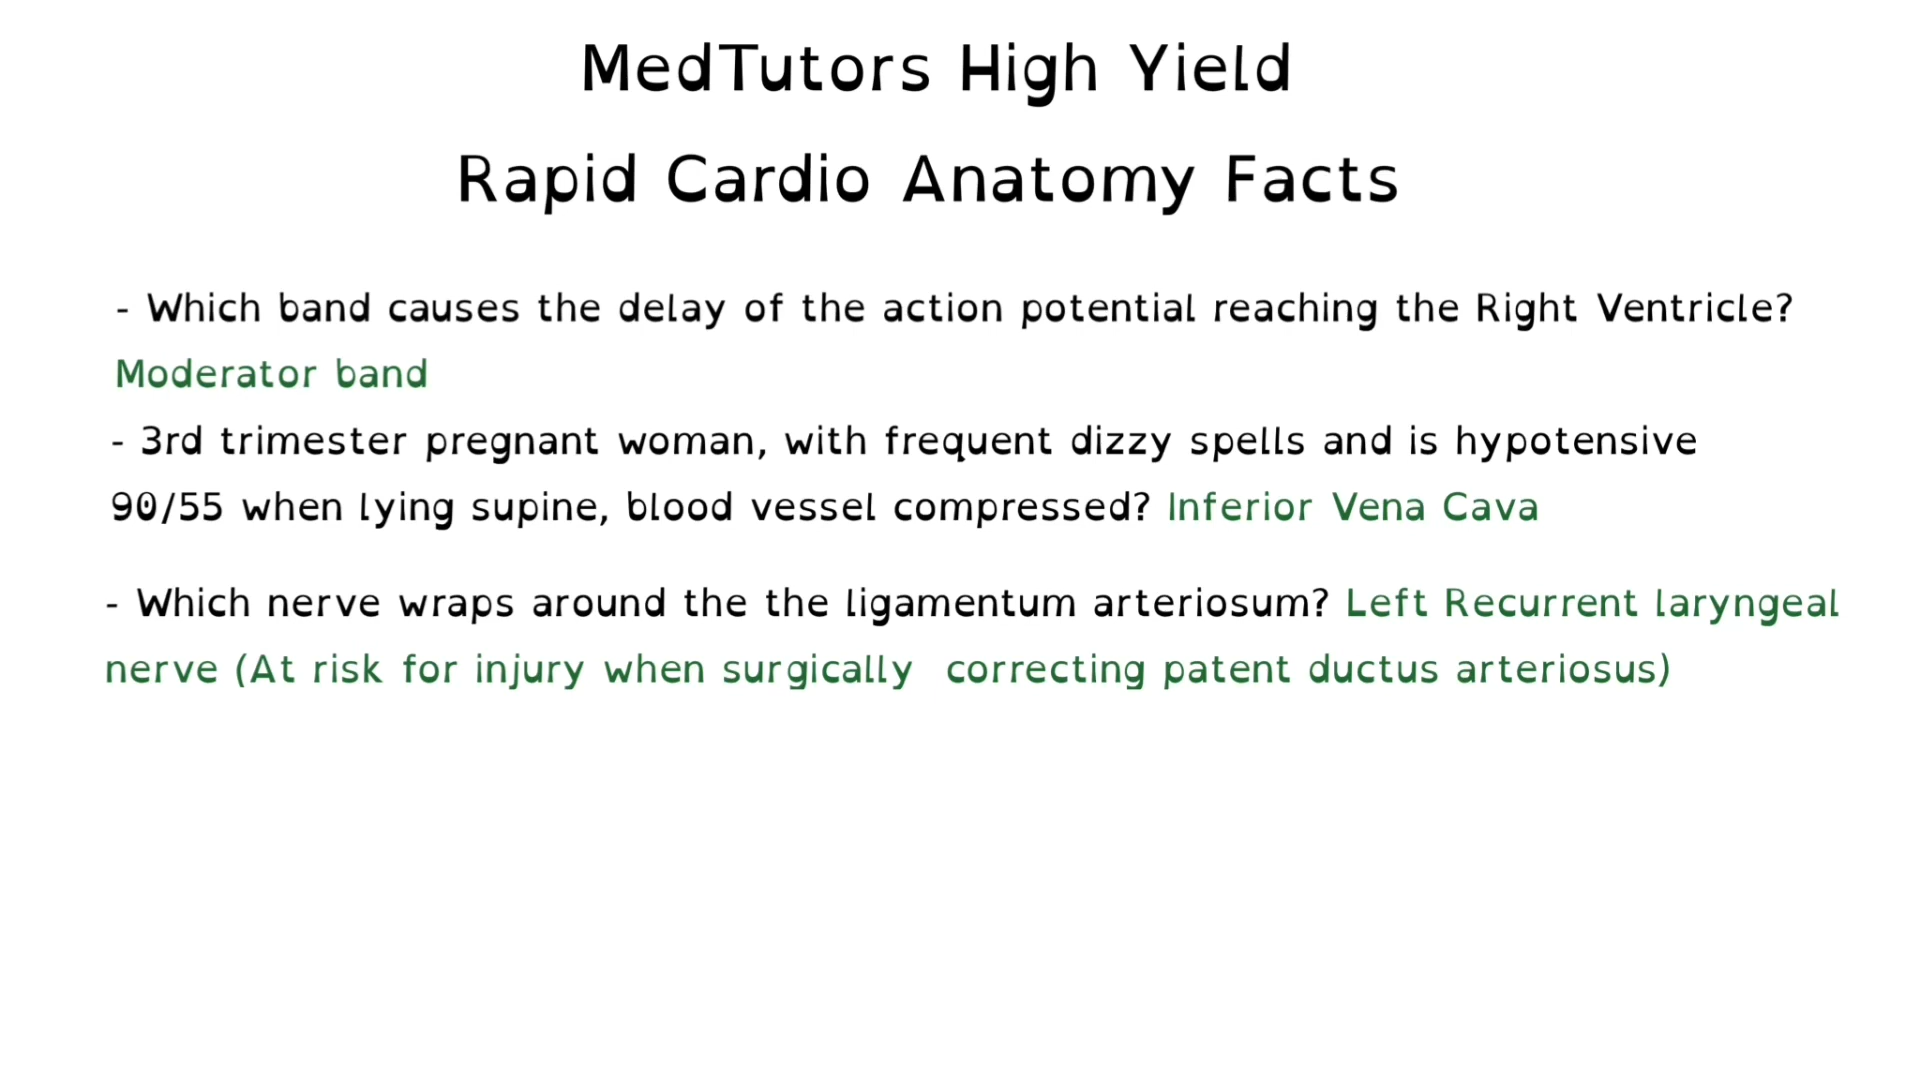 MedTutors High Yield
Rapid Cardio Anatomy Facts
- Which band causes the delay of the action potential reaching the Right Ventricle?
Moderator band
- 3rd trimester pregnant woman, with frequent dizzy spells and is hypotensive
90/55 when lying supine, blood vessel compressed? Inferior Vena Cava
- Which nerve wraps around the the ligamentum arteriosum? Left Recurrent laryngeal
nerve (At risk for injury when surgically  correcting patent ductus arteriosus)